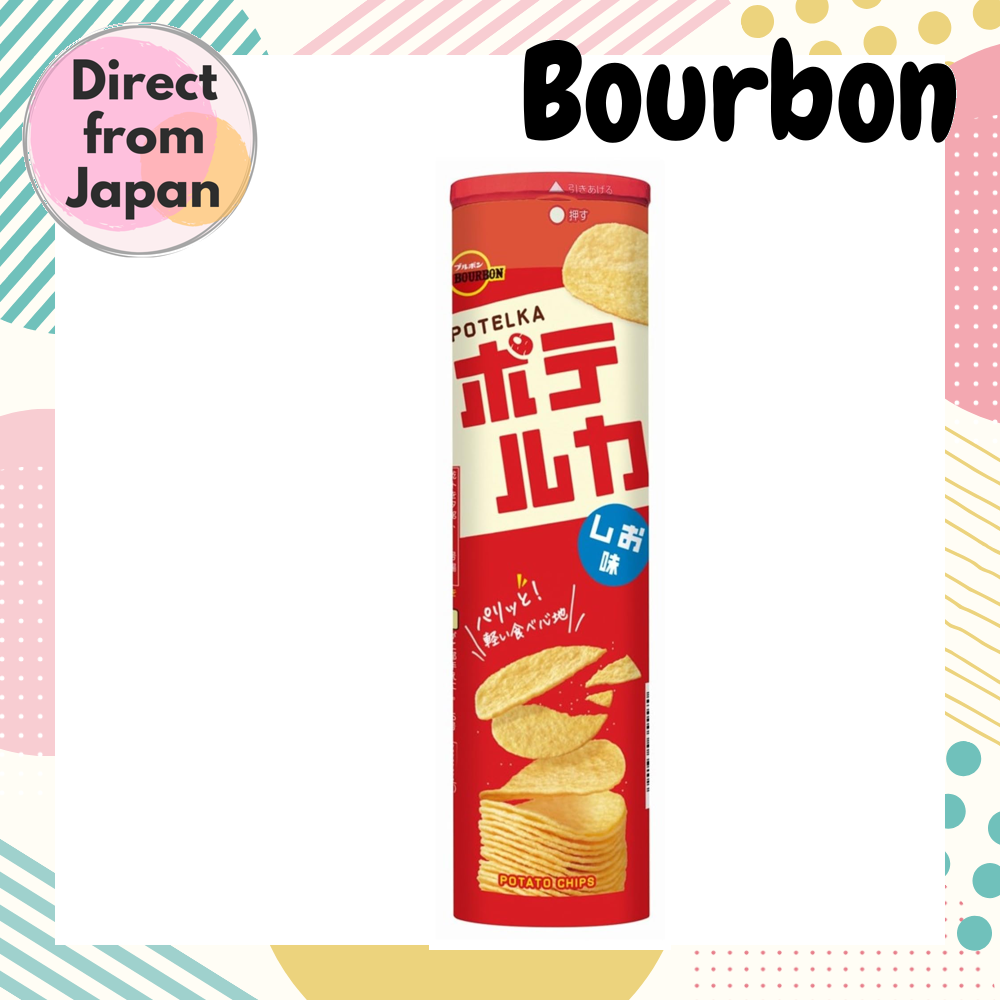 Direct
from
Japan
Bourbon
引きあげる
押す
ブルボン
BOURBON
POTELKA
ポテ
ルカ
しお
味
パリッと!
軽い食べ心地
POTATO CHIPS